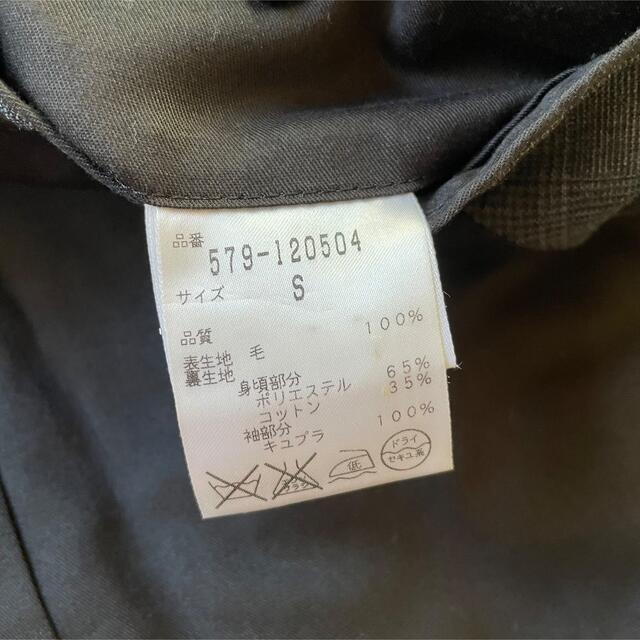 品番
579-120504
サイズ S
品質
表生地 毛 100%
裏生地
身頃部分
ポリエステル 65%
コットン 35%
袖部分
キュプラ 100%
低
ドライ
セキユ系